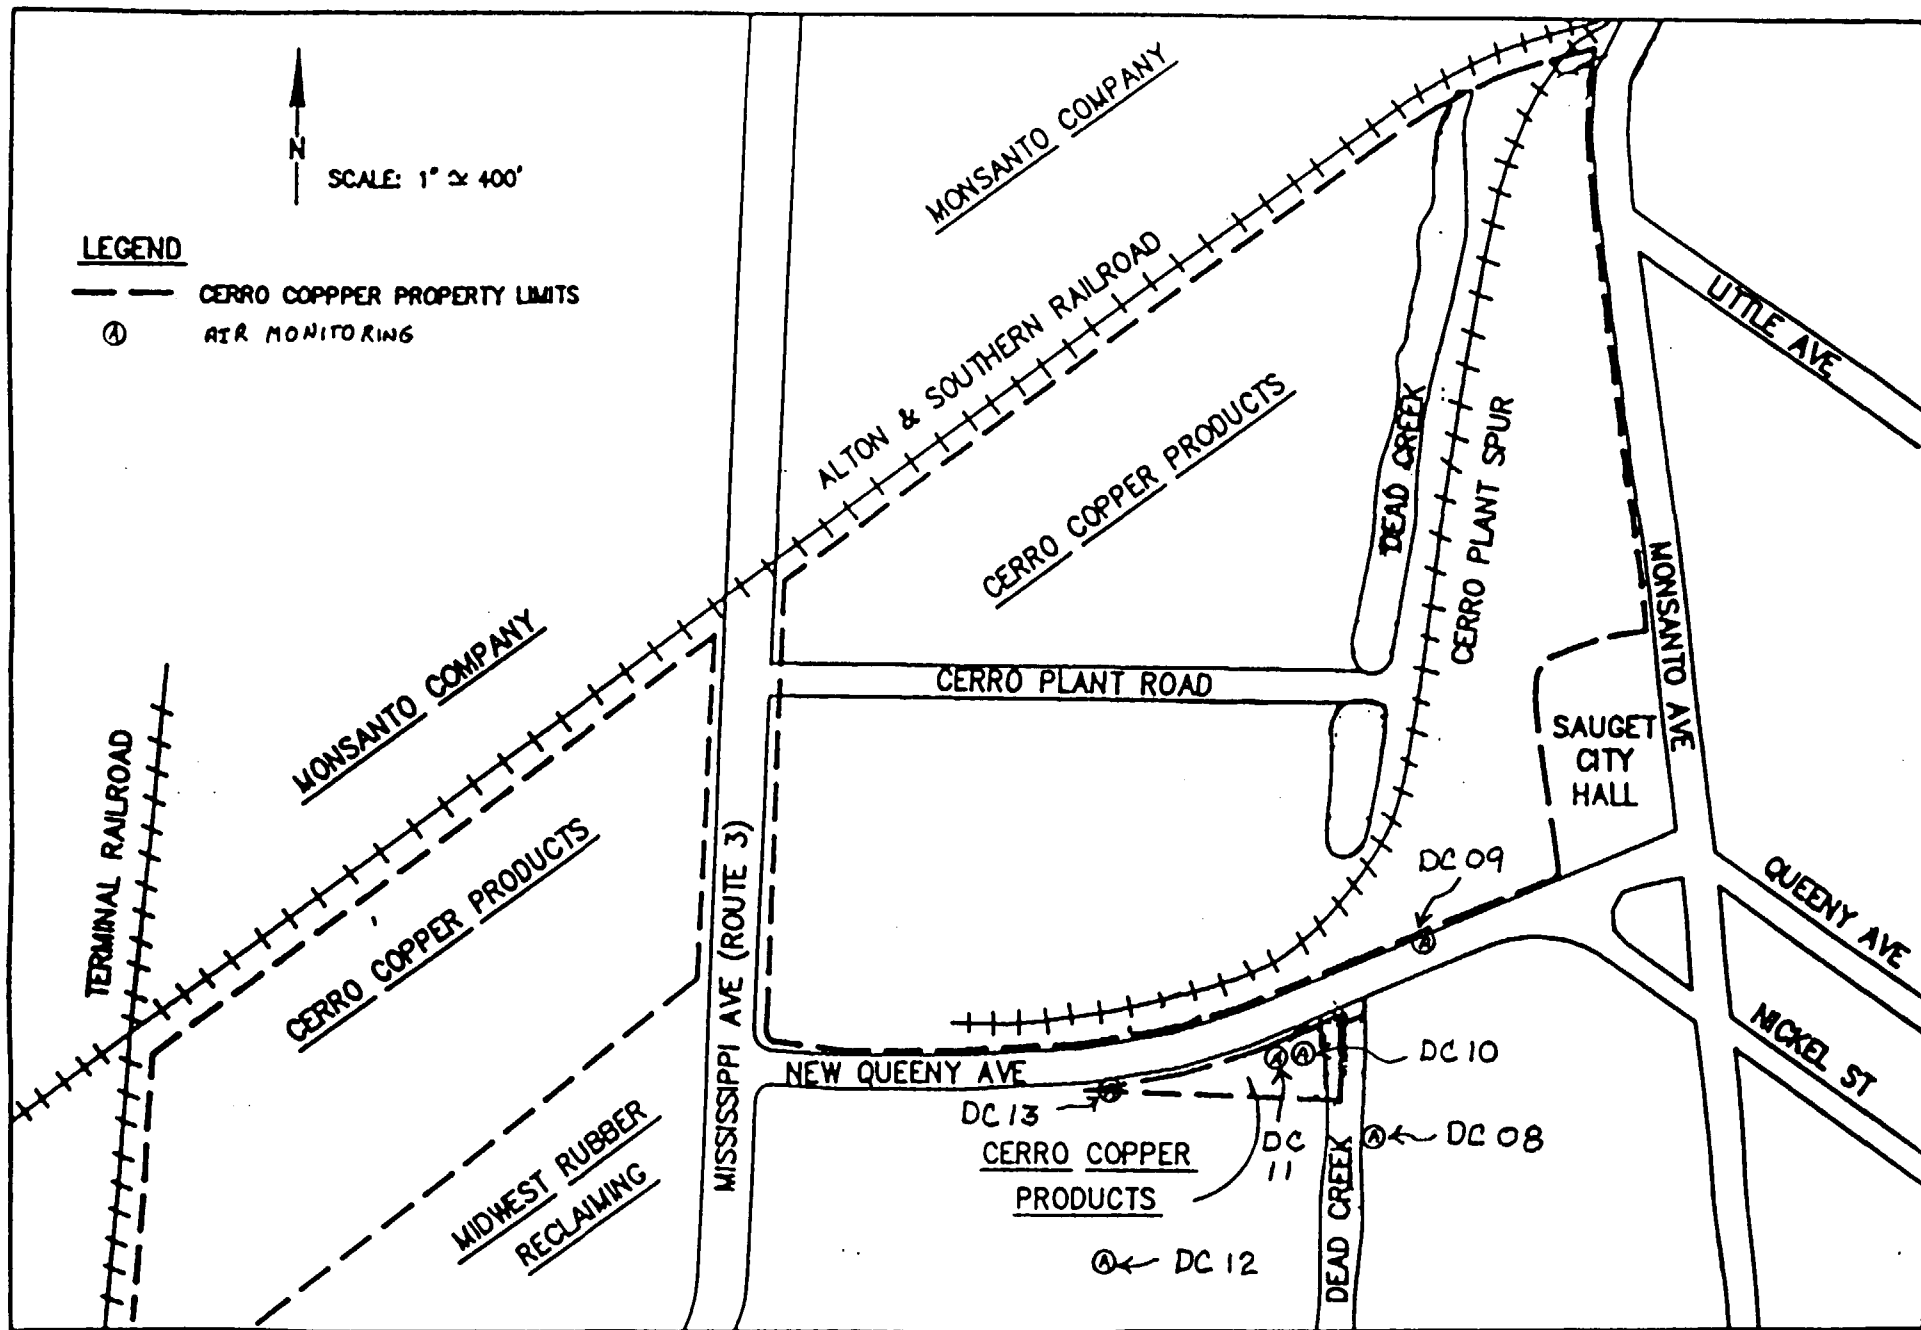 N
SCALE: 1" ≃ 400'
LEGEND
CERRO COPPPER PROPERTY LIMITS
Ⓐ AIR MONITORING
MONSANTO COMPANY
ALTON & SOUTHERN RAILROAD
CERRO COPPER PRODUCTS
DEAD CREEK
CERRO PLANT SPUR
LITTLE AVE
MONSANTO AVE
CERRO PLANT ROAD
SAUGET
CITY
HALL
MONSANTO COMPANY
TERMINAL RAILROAD
CERRO COPPER PRODUCTS
MISSISSIPPI AVE (ROUTE 3)
DC 09
Ⓐ
QUEENY AVE
NICKEL ST
NEW QUEENY AVE
Ⓐ Ⓐ DC 10
DC 13 Ⓐ
DC
11
Ⓐ DC 08
CERRO COPPER
PRODUCTS
MIDWEST RUBBER
RECLAIMING
Ⓐ DC 12
DEAD CREEK